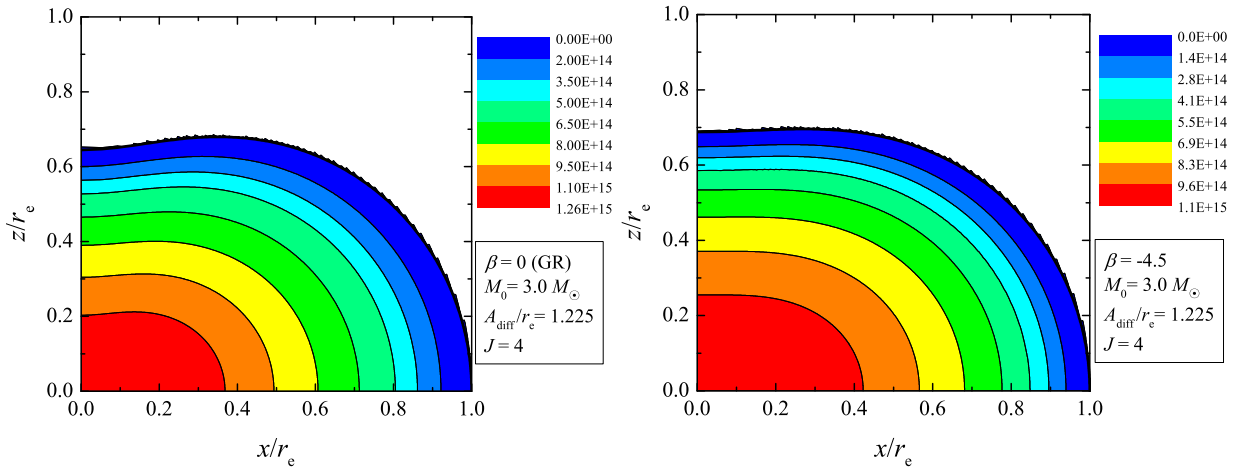 1.0
0.8
0.6
0.4
0.2
0.0
z/re
0.0 0.2 0.4 0.6 0.8 1.0
x/re
0.00E+00
2.00E+14
3.50E+14
5.00E+14
6.50E+14
8.00E+14
9.50E+14
1.10E+15
1.26E+15
β = 0 (GR)
M0 = 3.0 M⊙
Adiff/re = 1.225
J = 4
1.0
0.8
0.6
0.4
0.2
0.0
z/re
0.0 0.2 0.4 0.6 0.8 1.0
x/re
0.0E+00
1.4E+14
2.8E+14
4.1E+14
5.5E+14
6.9E+14
8.3E+14
9.6E+14
1.1E+15
β = -4.5
M0 = 3.0 M⊙
Adiff/re = 1.225
J = 4